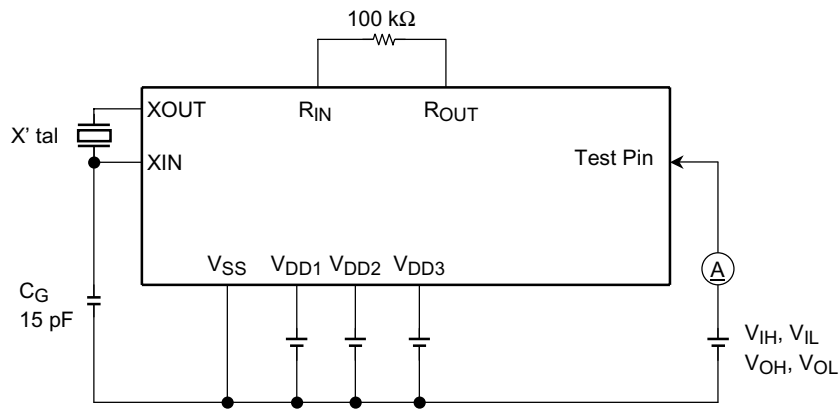 100 kΩ
XOUT
RIN
ROUT
X' tal
XIN
Test Pin
VSS
VDD1
VDD2
VDD3
A
CG
15 pF
VIH, VIL
VOH, VOL